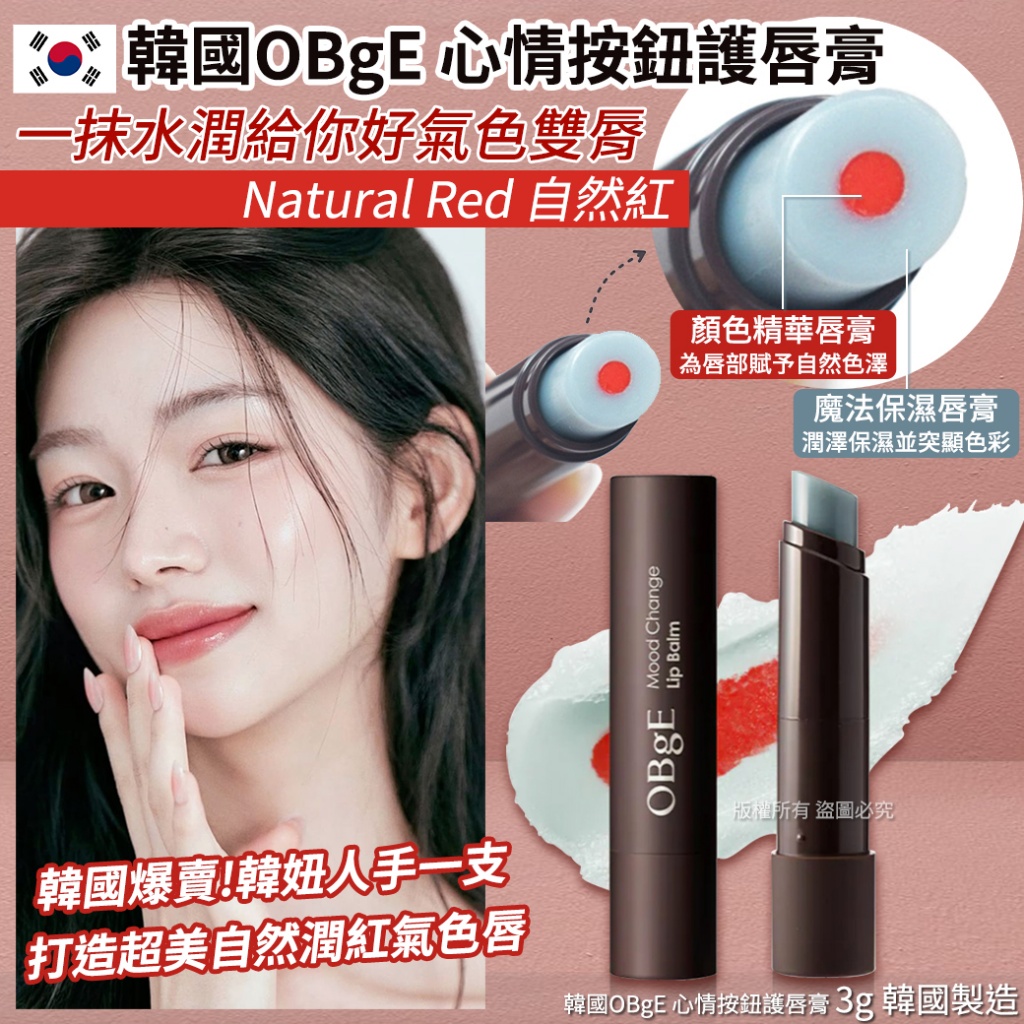 韓國OBgE 心情按鈕護唇膏
一抹水潤給你好氣色雙脣
Natural Red 自然紅
顏色精華唇膏
為唇部賦予自然色澤
魔法保濕唇膏
潤澤保濕並突顯色彩
OBgE
Mood Change
Lip Balm
版權所有 盜圖必究
韓國爆賣!韓妞人手一支
打造超美自然潤紅氣色唇
韓國OBgE 心情按鈕護唇膏 3g 韓國製造